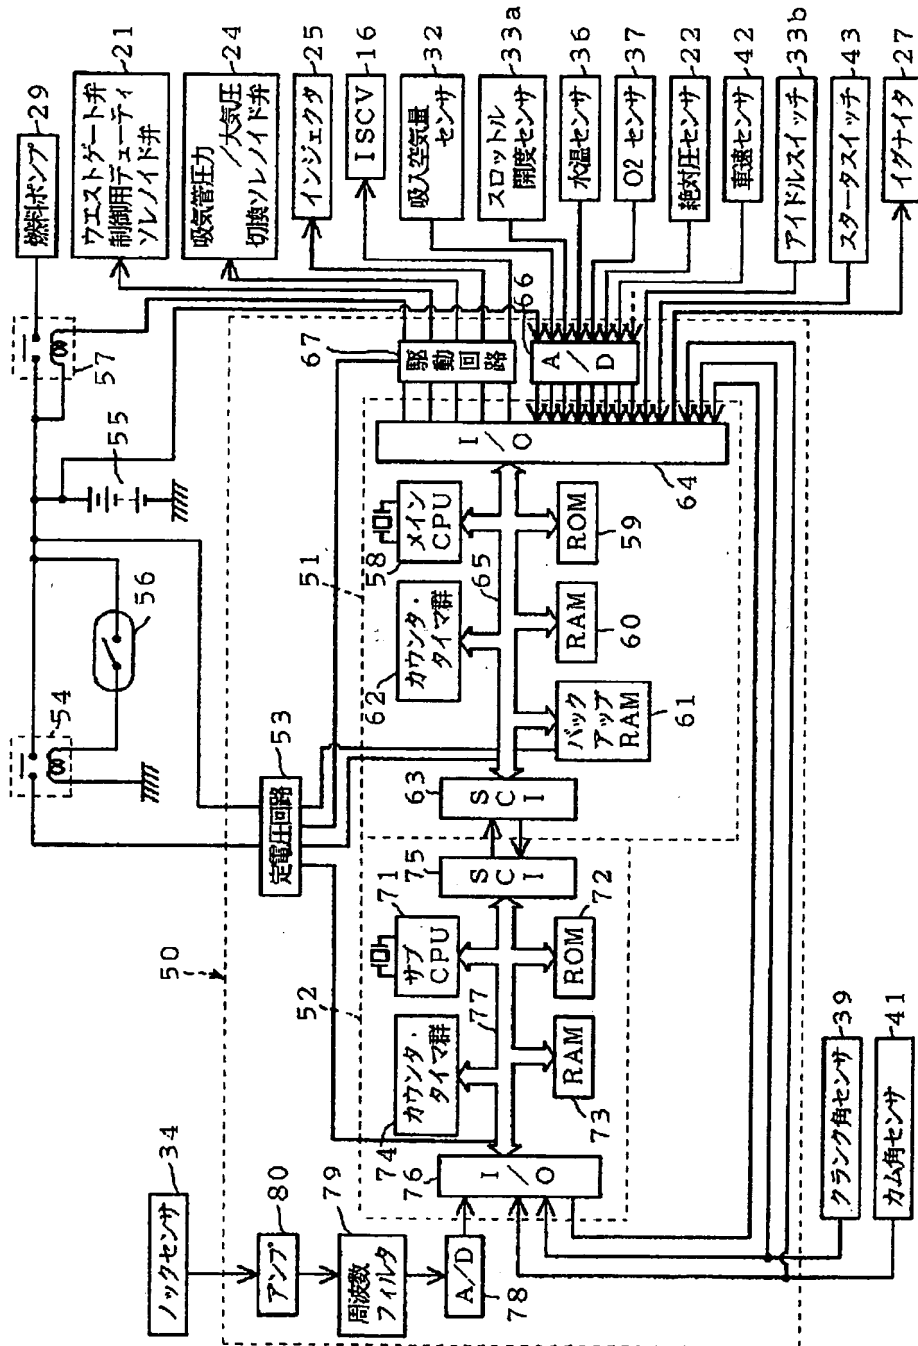 燃料ポンプ
29
ウエストゲート弁
制御用デューティ
ソレノイド弁
21
吸気管圧力
/大気圧
切換ソレノイド弁
24
インジェクタ
25
ISCV
16
吸入空気量
センサ
32
スロットル
開度センサ
33a
水温センサ
36
O2 センサ
37
絶対圧センサ
22
車速センサ
42
アイドルスイッチ
33b
スタータスイッチ
43
イグナイタ
27
57
55
56
54
67
駆動回路
66
A/D
I/O
64
51
58
メイン
CPU
ROM
59
65
62
カウンタ・
タイマ群
RAM
60
バック
アップ
RAM
61
53
定電圧回路
63
SCI
75
SCI
50
52
71
サブ
CPU
ROM
72
77
74
カウンタ・
タイマ群
RAM
73
76
I/O
ノックセンサ
34
アンプ
80
周波数
フィルタ
79
A/D
78
クランク角センサ
39
カム角センサ
41